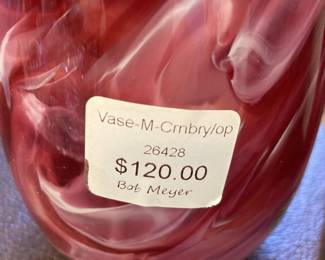 Vase-M-Crnbry/op
26428
$120.00
Bob Meyer